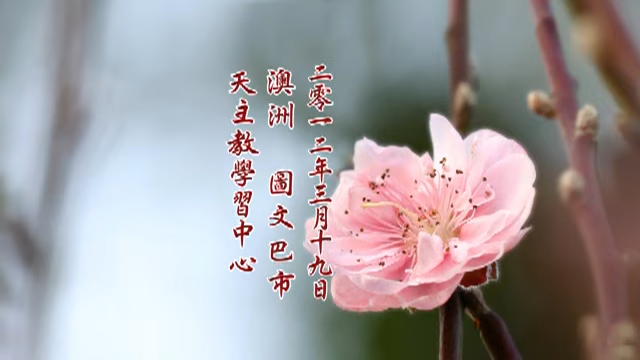 二零一二年三月十九日
澳洲 圖文巴市
天主教學習中心